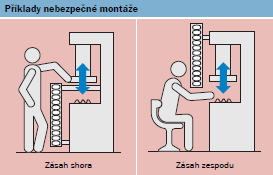 Příklady nebezpečné montáže
Zásah shora
Zásah zespodu